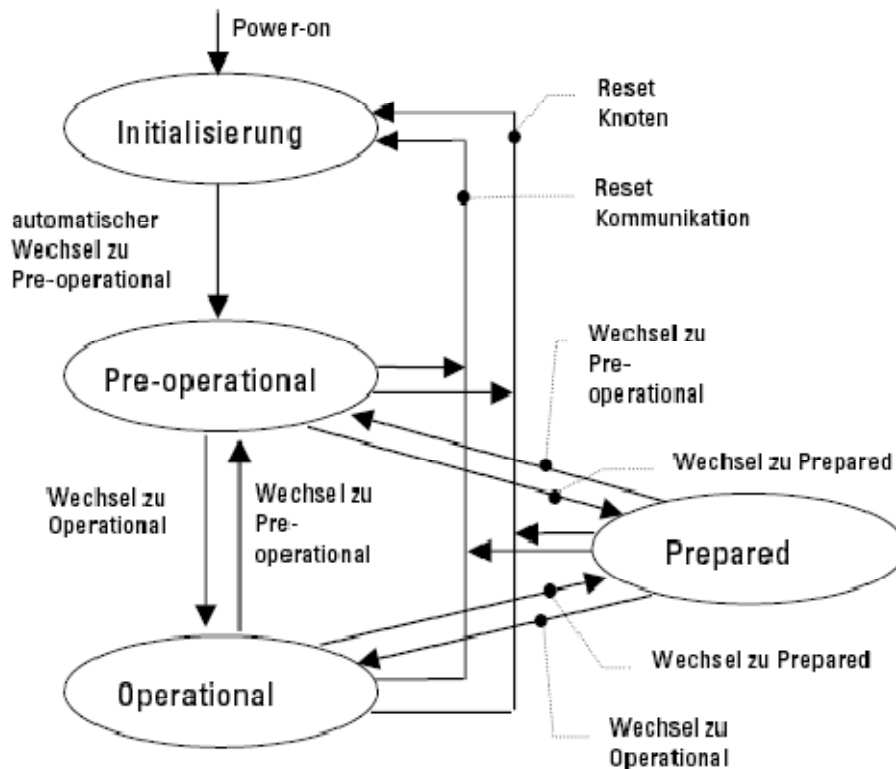 Power-on
Reset
Knoten
Initialisierung
Reset
Kommunikation
automatischer
Wechsel zu
Pre-operational
Wechsel zu
Pre-
operational
Pre-operational
Wechsel zu Prepared
Wechsel zu
Operational
Wechsel zu
Pre-
operational
Prepared
Wechsel zu Prepared
Operational
Wechsel zu
Operational